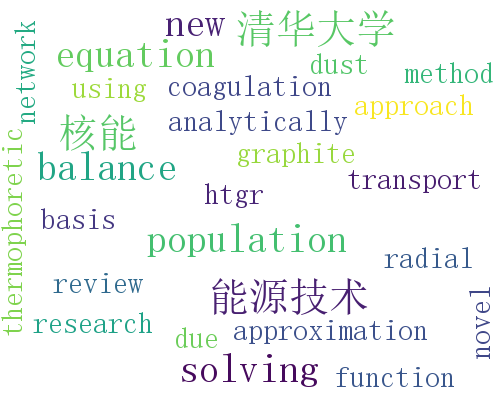 new 清华大学
network
equation
dust
method
using coagulation
approach
核能 analytically
graphite
balance
transport
htgr
thermophoretic
basis
population
radial
review
能源技术
novel
research
due approximation
solving function